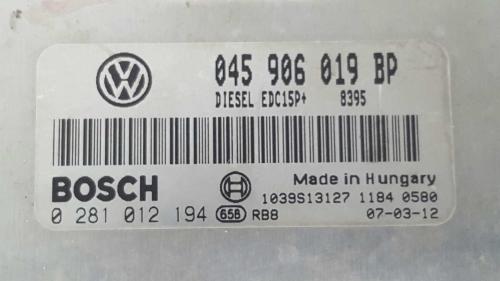 045 906 019 BP
DIESEL EDC15P+ 8395
BOSCH
Made in Hungary
1039S13127 1184 0580
0 281 012 194 656 RB8 07-03-12